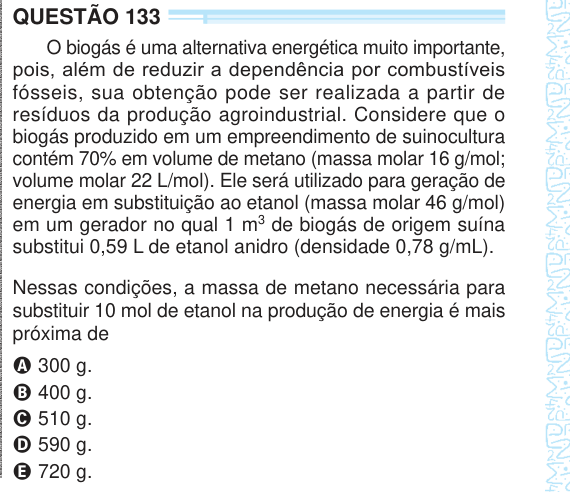 QUESTÃO 133
O biogás é uma alternativa energética muito importante,
pois, além de reduzir a dependência por combustíveis
fósseis, sua obtenção pode ser realizada a partir de
resíduos da produção agroindustrial. Considere que o
biogás produzido em um empreendimento de suinocultura
contém 70% em volume de metano (massa molar 16 g/mol;
volume molar 22 L/mol). Ele será utilizado para geração de
energia em substituição ao etanol (massa molar 46 g/mol)
em um gerador no qual 1 m³ de biogás de origem suína
substitui 0,59 L de etanol anidro (densidade 0,78 g/mL).
Nessas condições, a massa de metano necessária para
substituir 10 mol de etanol na produção de energia é mais
próxima de
A 300 g.
B 400 g.
C 510 g.
D 590 g.
E 720 g.